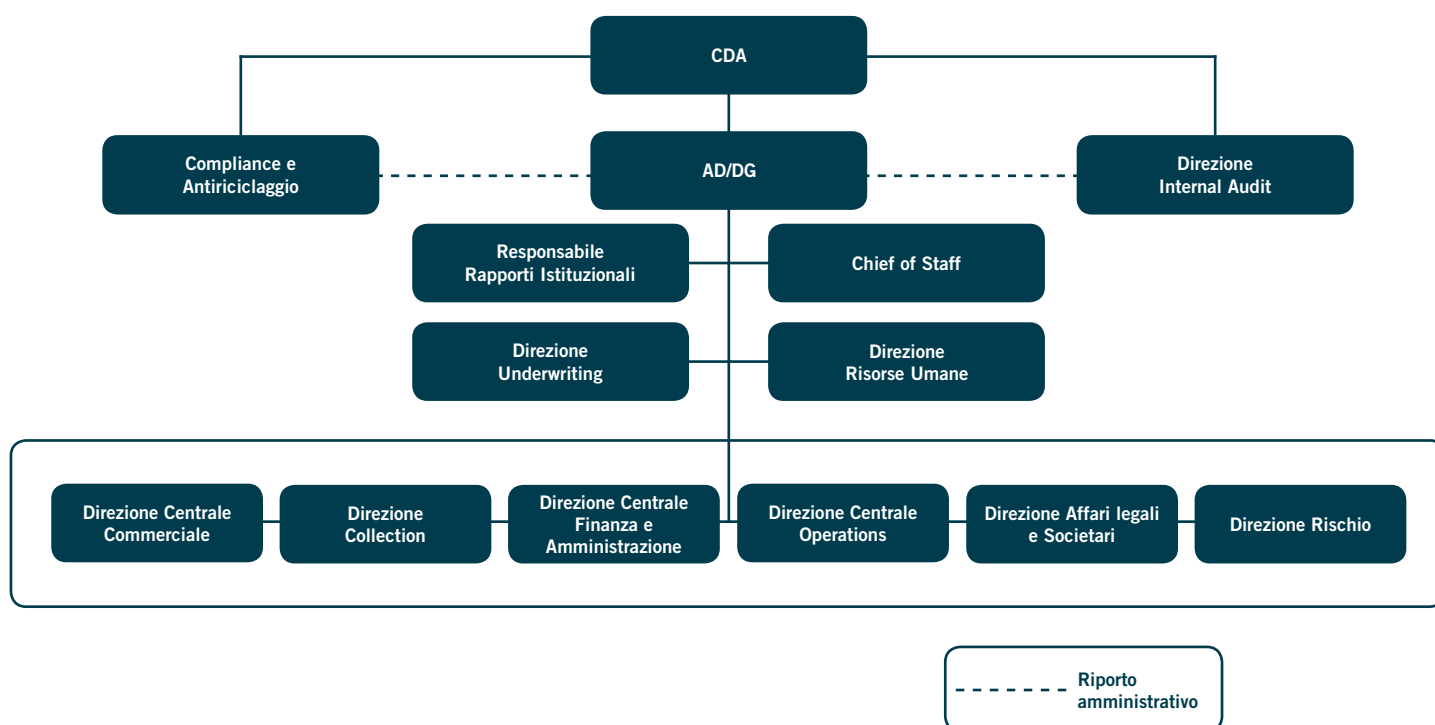 CDA
Compliance e
Antiriciclaggio
AD/DG
Direzione
Internal Audit
Responsabile
Rapporti Istituzionali
Chief of Staff
Direzione
Underwriting
Direzione
Risorse Umane
Direzione Centrale
Commerciale
Direzione
Collection
Direzione Centrale
Finanza e
Amministrazione
Direzione Centrale
Operations
Direzione Affari legali
e Societari
Direzione Rischio
Riporto
amministrativo